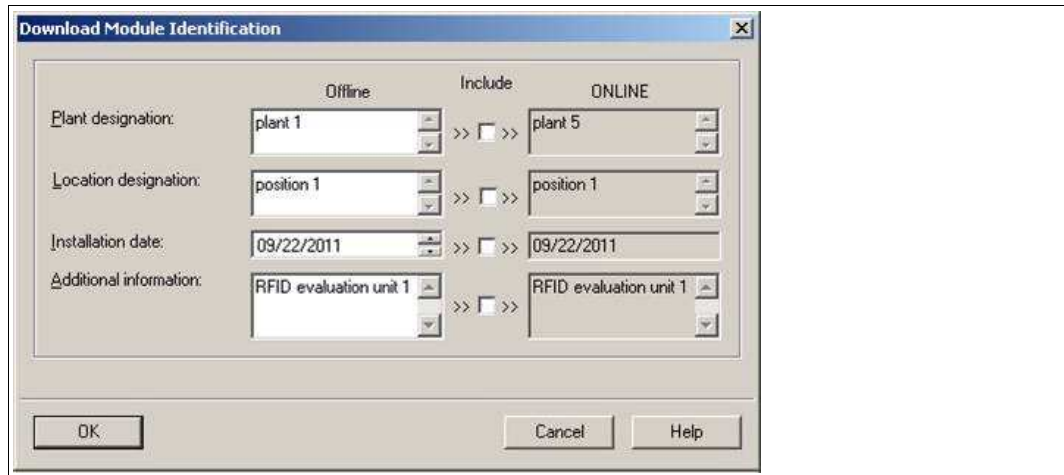 Download Module Identification
Offline Include ONLINE
Plant designation: plant 1 >> >> plant 5
Location designation: position 1 >> >> position 1
Installation date: 09/22/2011 >> >> 09/22/2011
Additional information: RFID evaluation unit 1 >> >> RFID evaluation unit 1
OK Cancel Help